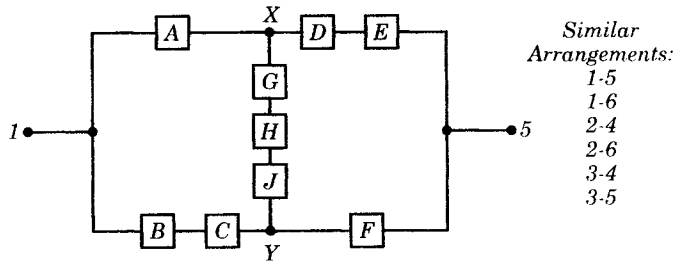 A X D E
G
1 H 5
J
B C F
Y
Similar
Arrangements:
1-5
1-6
2-4
2-6
3-4
3-5